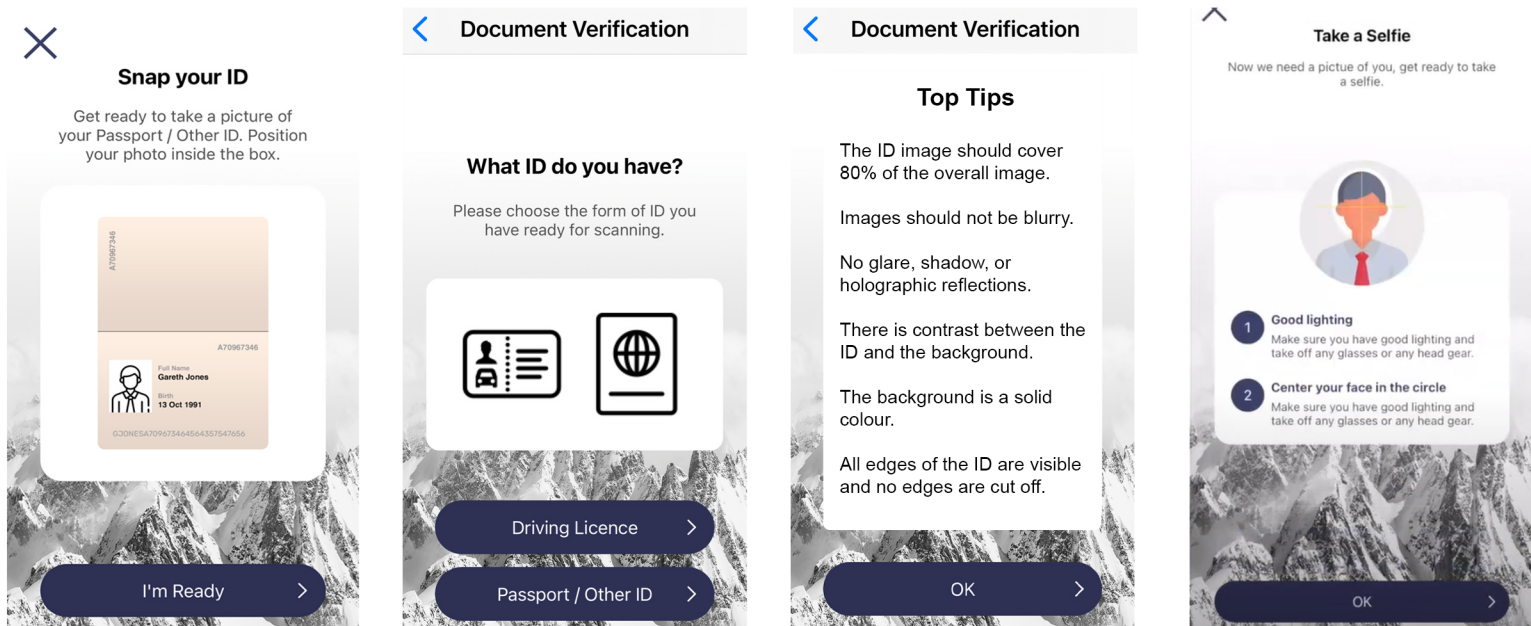 Snap your ID
Get ready to take a picture of
your Passport / Other ID. Position
your photo inside the box.
A70967346
A70967346
Full Name
Gareth Jones
Birth
13 Oct 1991
GJONESA709673464564357547656
I'm Ready
Document Verification
What ID do you have?
Please choose the form of ID you
have ready for scanning.
Driving Licence
Passport / Other ID
Document Verification
Top Tips
The ID image should cover
80% of the overall image.
Images should not be blurry.
No glare, shadow, or
holographic reflections.
There is contrast between the
ID and the background.
The background is a solid
colour.
All edges of the ID are visible
and no edges are cut off.
OK
Take a Selfie
Now we need a pictue of you, get ready to take
a selfie.
1
Good lighting
Make sure you have good lighting and
take off any glasses or any head gear.
2
Center your face in the circle
Make sure you have good lighting and
take off any glasses or any head gear.
OK